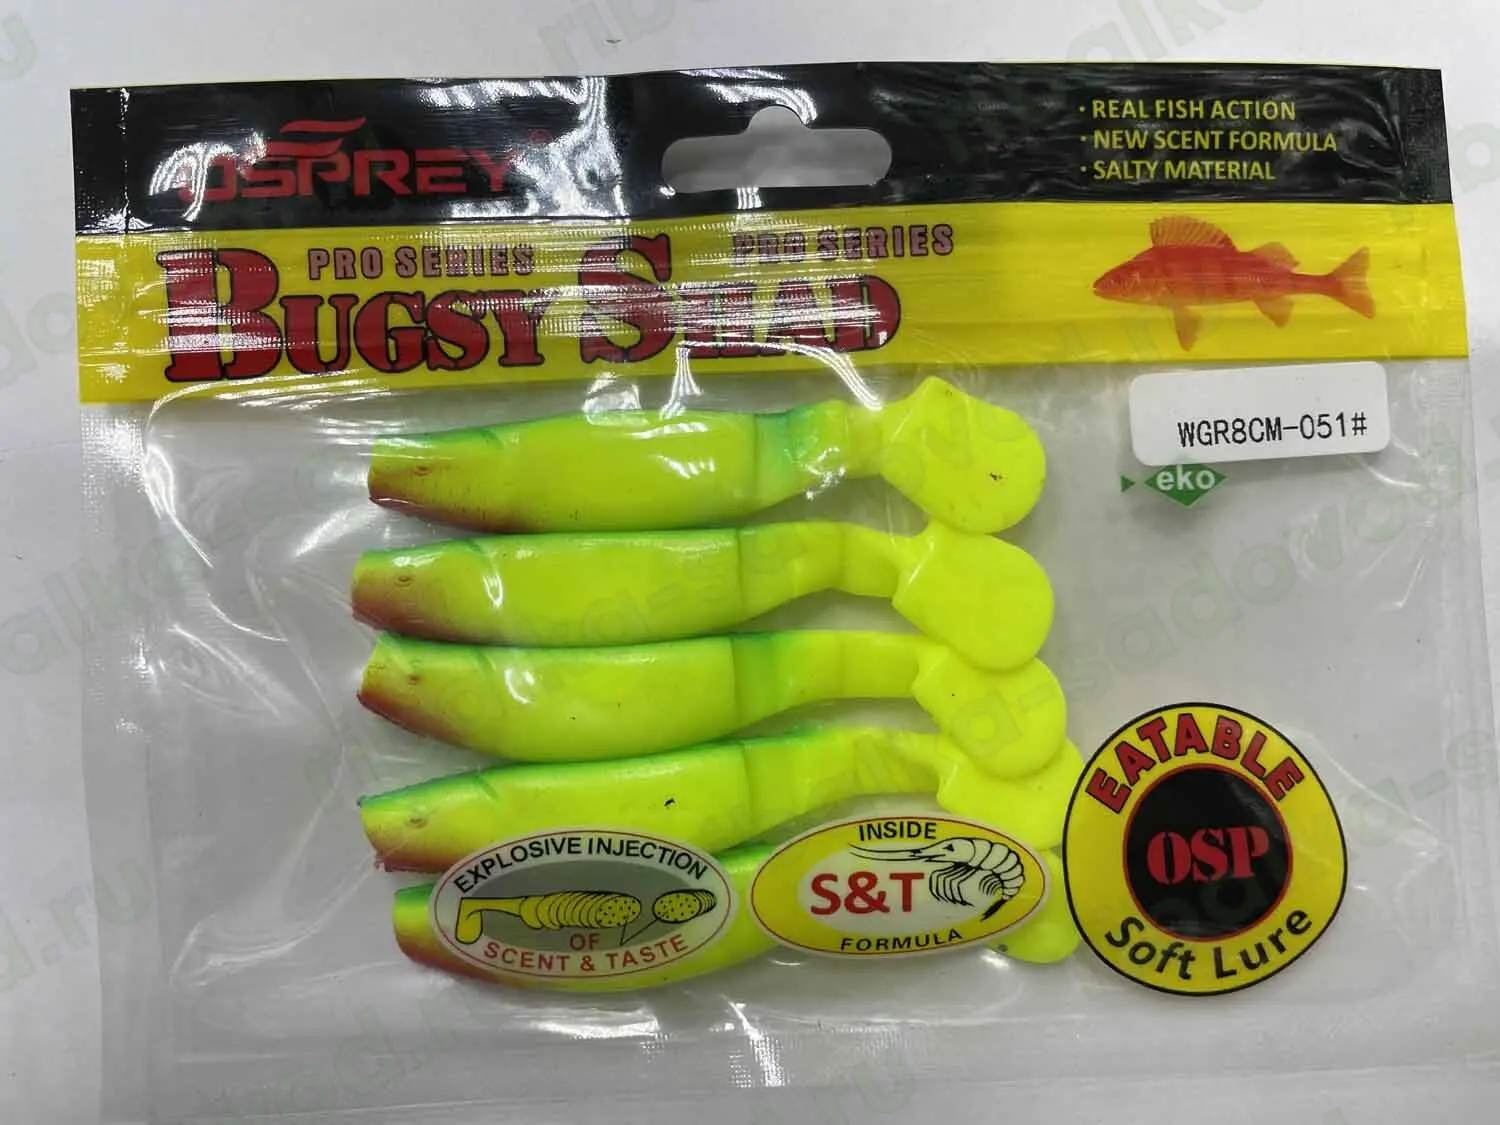 OSPREY
· REAL FISH ACTION
· NEW SCENT FORMULA
· SALTY MATERIAL
PRO SERIES PRO SERIES
BUGSY SHAD
WGR8CM-051#
eko
EATABLE
OSP
Soft Lure
EXPLOSIVE INJECTION
OF
SCENT & TASTE
INSIDE
S&T
FORMULA